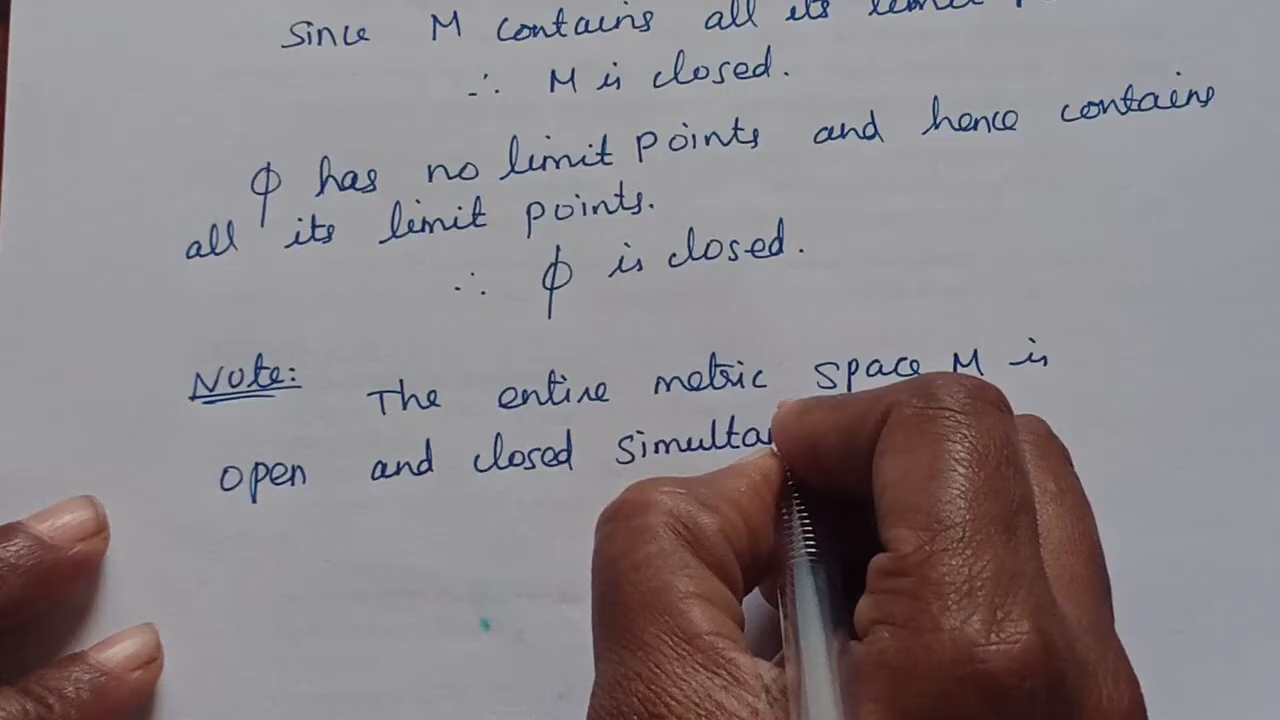 Since M contains all its limit
∴ M is closed.
ϕ has no limit points and hence contains
all its limit points.
∴ ϕ is closed.
Note: The entire metric space M is
open and closed simulta